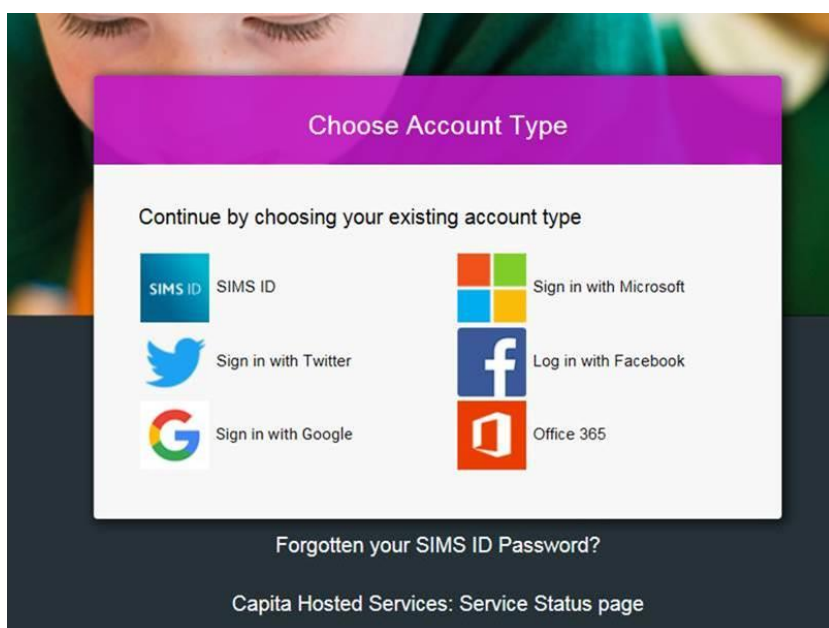 Choose Account Type
Continue by choosing your existing account type
SIMS ID SIMS ID
Sign in with Microsoft
Sign in with Twitter
Log in with Facebook
Sign in with Google
Office 365
Forgotten your SIMS ID Password?
Capita Hosted Services: Service Status page